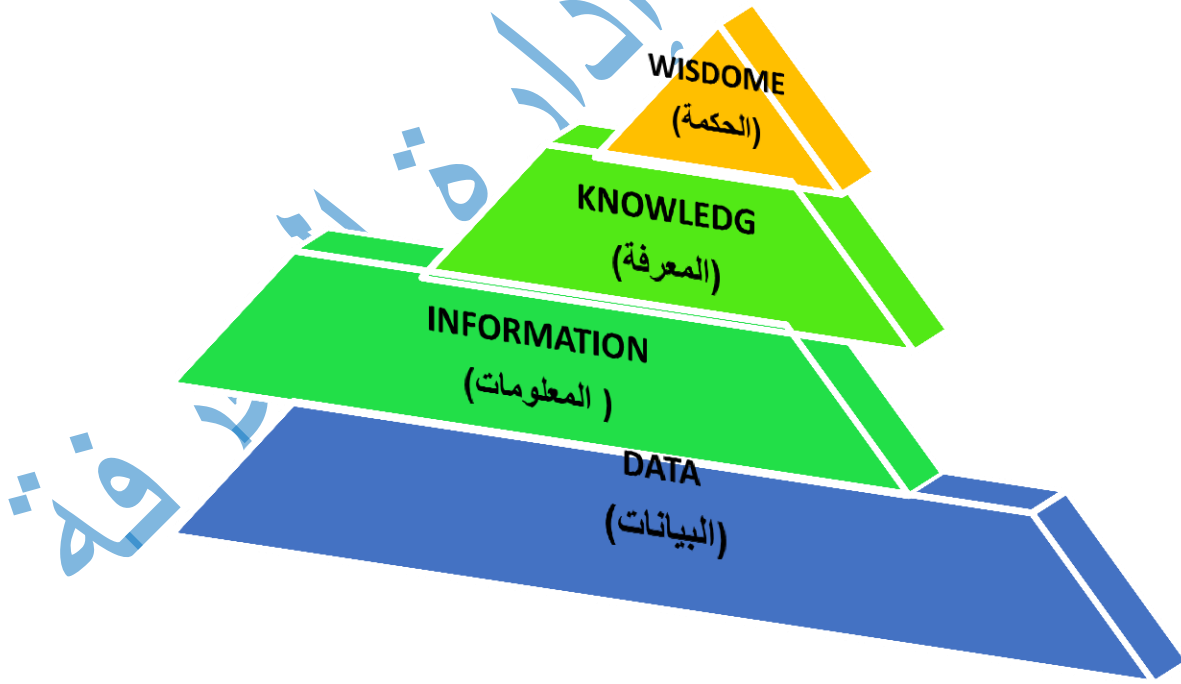 WISDOME
(الحكمة)
KNOWLEDG
(المعرفة)
INFORMATION
( المعلومات)
DATA
(البيانات)